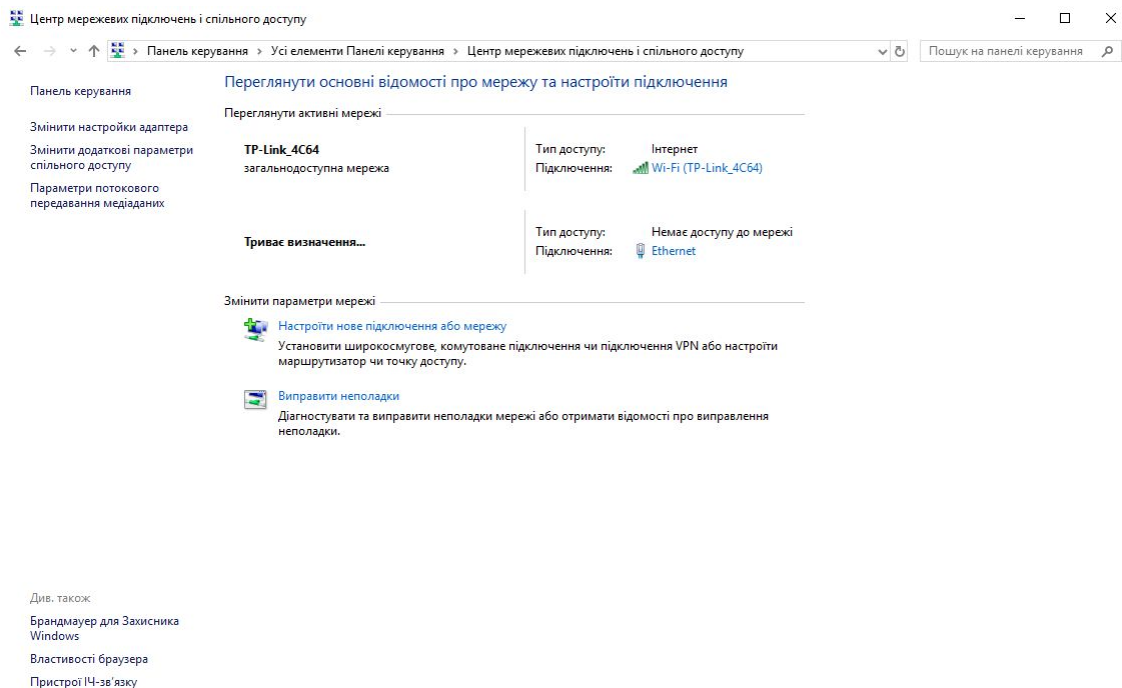 Центр мережевих підключень і спільного доступу
Панель керування > Усі елементи Панелі керування > Центр мережевих підключень і спільного доступу
Пошук на панелі керування
Панель керування
Змінити настройки адаптера
Змінити додаткові параметри
спільного доступу
Параметри потокового
передавання медіаданих
Переглянути основні відомості про мережу та настроїти підключення
Переглянути активні мережі
TP-Link_4C64
загальнодоступна мережа
Тип доступу: Інтернет
Підключення: Wi-Fi (TP-Link_4C64)
Триває визначення...
Тип доступу: Немає доступу до мережі
Підключення: Ethernet
Змінити параметри мережі
Настроїти нове підключення або мережу
Установити широкосмугове, комутоване підключення чи підключення VPN або настроїти
маршрутизатор чи точку доступу.
Виправити неполадки
Діагностувати та виправити неполадки мережі або отримати відомості про виправлення
неполадки.
Див. також
Брандмауер для Захисника
Windows
Властивості браузера
Пристрої ІЧ-зв'язку